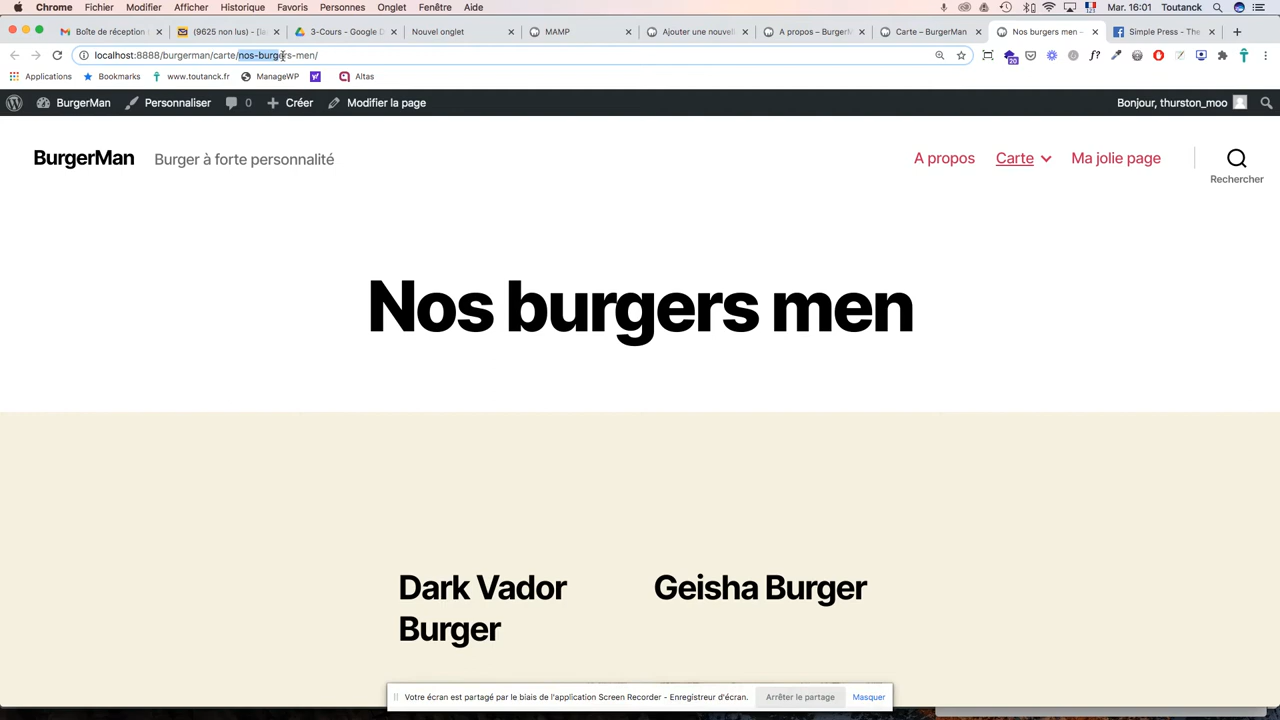 Chrome Fichier Modifier Afficher Historique Favoris Personnes Onglet Fenêtre Aide Mar. 16:01 Toutanck
Boîte de réception (9625 non lus) - [la 3-Cours - Google D Nouvel onglet MAMP Ajouter une nouvell A propos – BurgerM Carte – BurgerMan Nos burgers men – Simple Press - The
localhost:8888/burgerman/carte/nos-burgers-men/ f? 20
Applications Bookmarks www.toutanck.fr ManageWP Altas
BurgerMan Personnaliser 0 Créer Modifier la page Bonjour, thurston_moo
BurgerMan Burger à forte personnalité A propos Carte Ma jolie page
Rechercher
Nos burgers men
Dark Vador Burger
Geisha Burger
Votre écran est partagé par le biais de l'application Screen Recorder - Enregistreur d'écran. Arrêter le partage Masquer